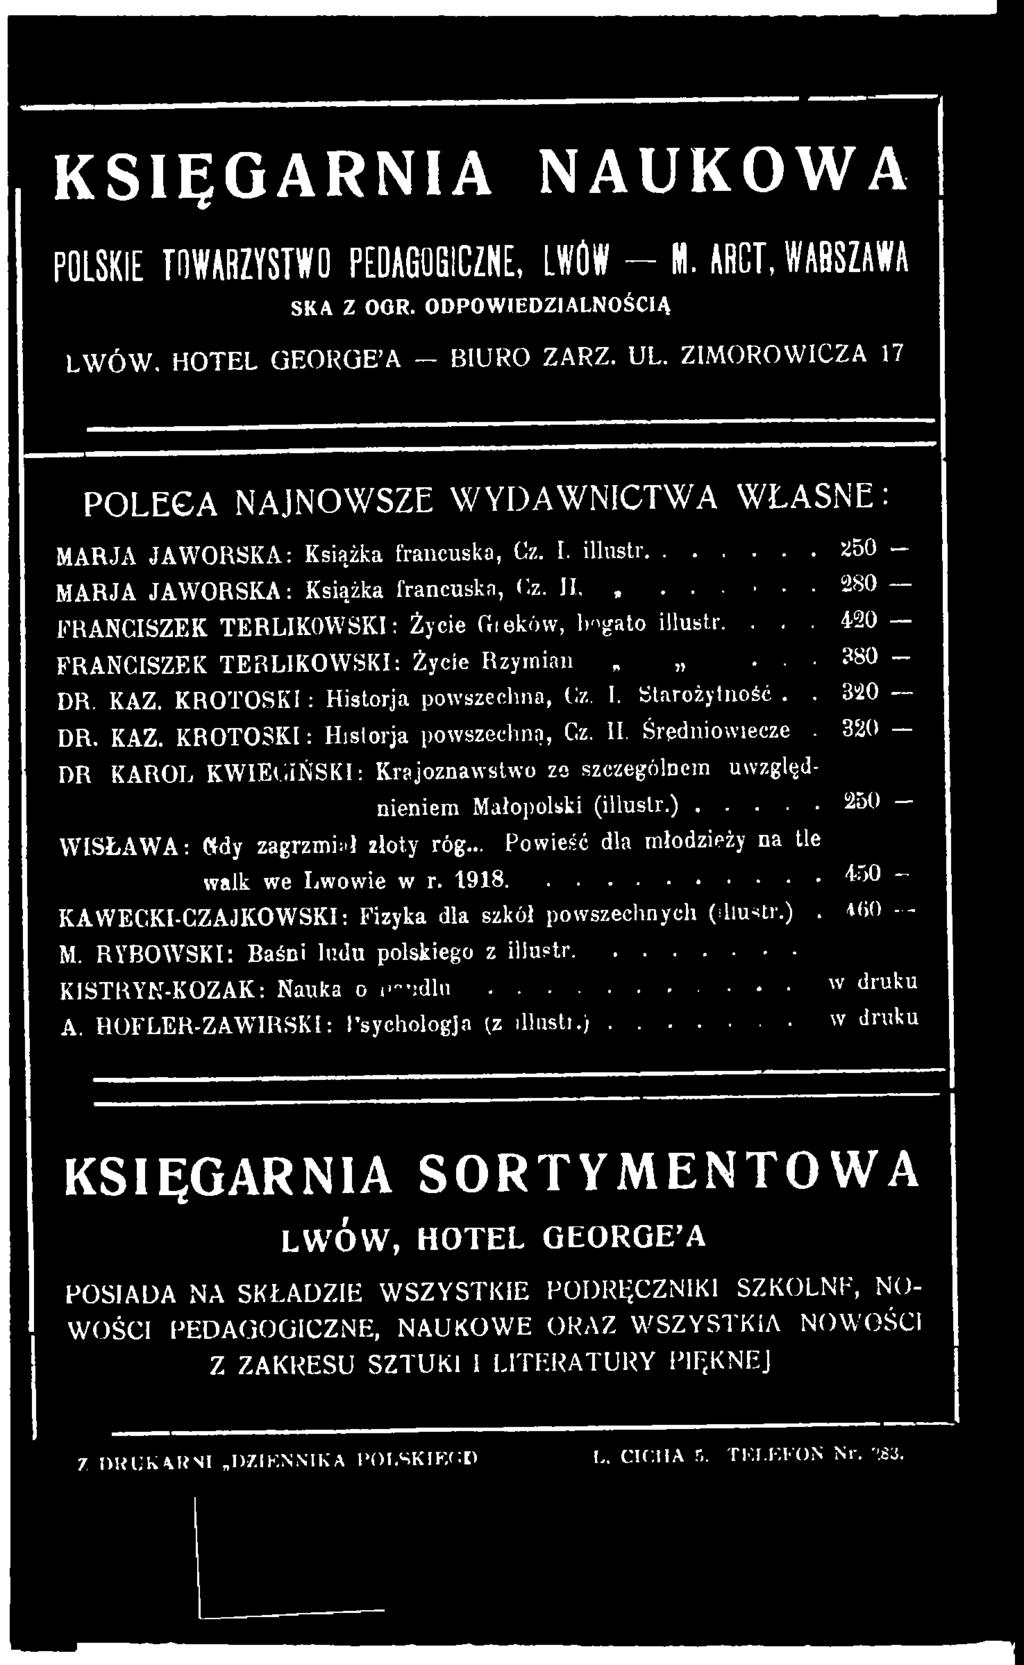 KSIĘGARNIA NAUKOWA
POLSKIE TOWARZYSTWO PEDAGOGICZNE, LWÓW — M. ARCT, WARSZAWA
SKA Z OGR. ODPOWIEDZIALNOŚCIĄ
LWÓW. HOTEL GEORGE'A — BIURO ZARZ. UL. ZIMOROWICZA 17
POLECA NAJNOWSZE WYDAWNICTWA WŁASNE:
MARJA JAWORSKA: Książka francuska, Cz. I. illustr. . . . . . . 250 —
MARJA JAWORSKA: Książka francuska, Cz. II. „ . . . . . . 280 —
FRANCISZEK TERLIKOWSKI: Życie Greków, bogato illustr. . . . 420 —
FRANCISZEK TERLIKOWSKI: Życie Rzymian „ „ . . . 380 —
DR. KAZ. KROTOSKI: Historja powszechna, Cz. I. Starożytność . . 320 —
DR. KAZ. KROTOSKI: Historja powszechna, Cz. II. Średniowiecze . 320 —
DR KAROL KWIECIŃSKI: Krajoznawstwo ze szczególnem uwzględ-
nieniem Małopolski (illustr.) . . . . . 250 —
WISŁAWA: Gdy zagrzmiał złoty róg... Powieść dla młodzieży na tle
walk we Lwowie w r. 1918. . . . . . . . . . . 450 —
KAWECKI-CZAJKOWSKI: Fizyka dla szkół powszechnych (illustr.) . 460 —
M. RYBOWSKI: Baśni ludu polskiego z illustr. . . . . . . .
KISTRYN-KOZAK: Nauka o . . . . . . . . . . . w druku
A. HOFLER-ZAWIRSKI: Psychologja (z illustr.) . . . . . . . w druku
KSIĘGARNIA SORTYMENTOWA
LWÓW, HOTEL GEORGE'A
POSIADA NA SKŁADZIE WSZYSTKIE PODRĘCZNIKI SZKOLNE, NO-
WOŚCI PEDAGOGICZNE, NAUKOWE ORAZ WSZYSTKIA NOWOŚCI
Z ZAKRESU SZTUKI I LITERATURY PIĘKNEJ
Z DRUKARNI „DZIENNIKA POLSKIEGO L. CICHA 5. TELEFON Nr.